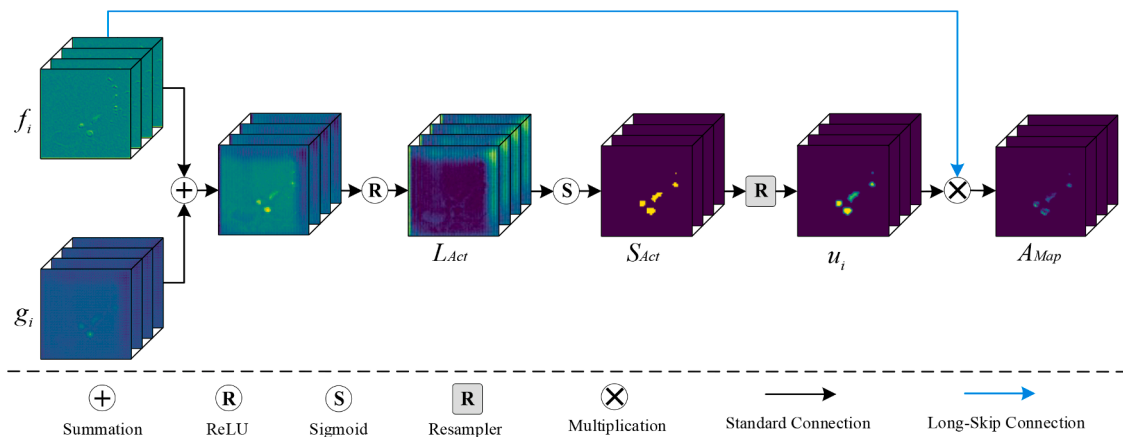 f_i
g_i
+
R
L_Act
S
S_Act
R
u_i
×
A_Map
+ R S R ×
Summation ReLU Sigmoid Resampler Multiplication Standard Connection Long-Skip Connection